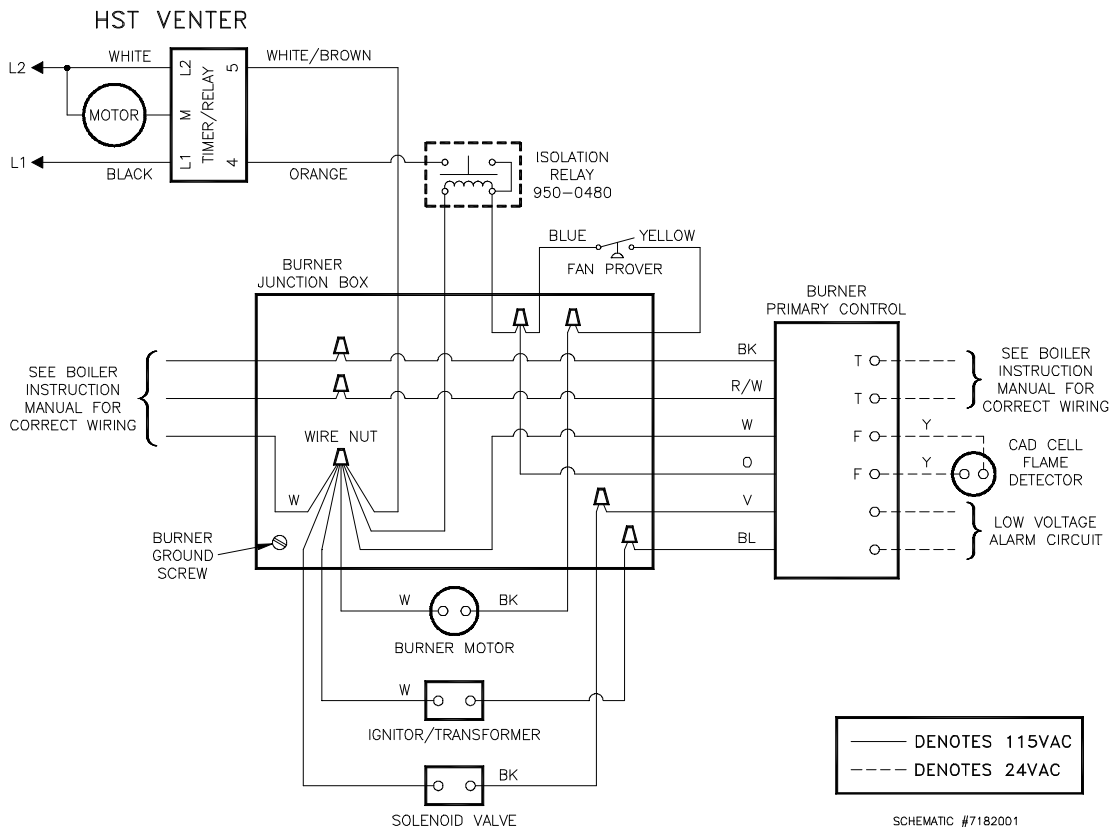 HST VENTER
L2
WHITE
L2
5
WHITE/BROWN
MOTOR
M
TIMER/RELAY
L1
BLACK
L1
4
ORANGE
ISOLATION
RELAY
950-0480
BLUE
YELLOW
FAN PROVER
BURNER
JUNCTION BOX
BURNER
PRIMARY CONTROL
SEE BOILER
INSTRUCTION
MANUAL FOR
CORRECT WIRING
BK
R/W
W
O
V
BL
T
T
F
F
Y
Y
SEE BOILER
INSTRUCTION
MANUAL FOR
CORRECT WIRING
CAD CELL
FLAME
DETECTOR
LOW VOLTAGE
ALARM CIRCUIT
WIRE NUT
W
BURNER
GROUND
SCREW
W
BK
BURNER MOTOR
W
IGNITOR/TRANSFORMER
BK
SOLENOID VALVE
DENOTES 115VAC
DENOTES 24VAC
SCHEMATIC #7182001